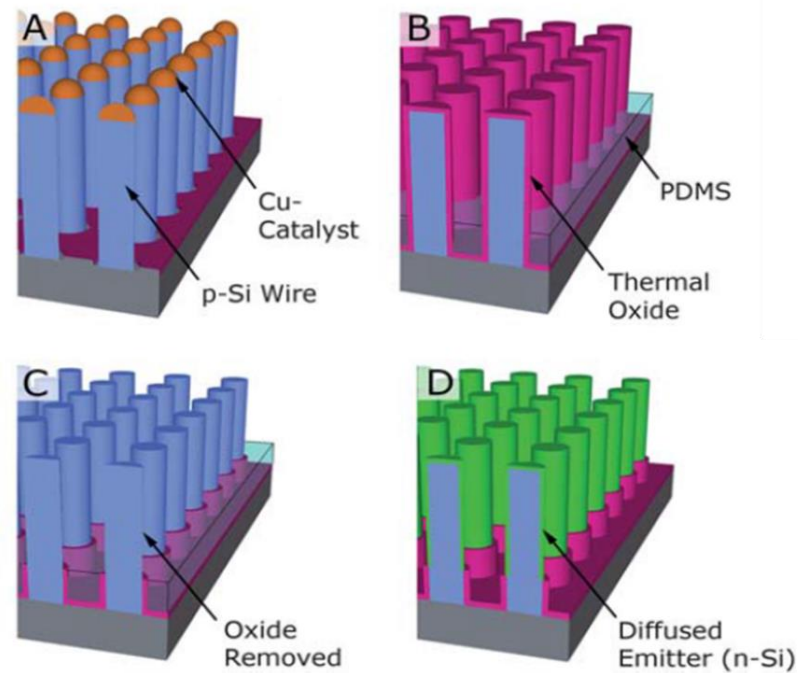 A
Cu-
Catalyst
p-Si Wire
B
PDMS
Thermal
Oxide
C
Oxide
Removed
D
Diffused
Emitter (n-Si)